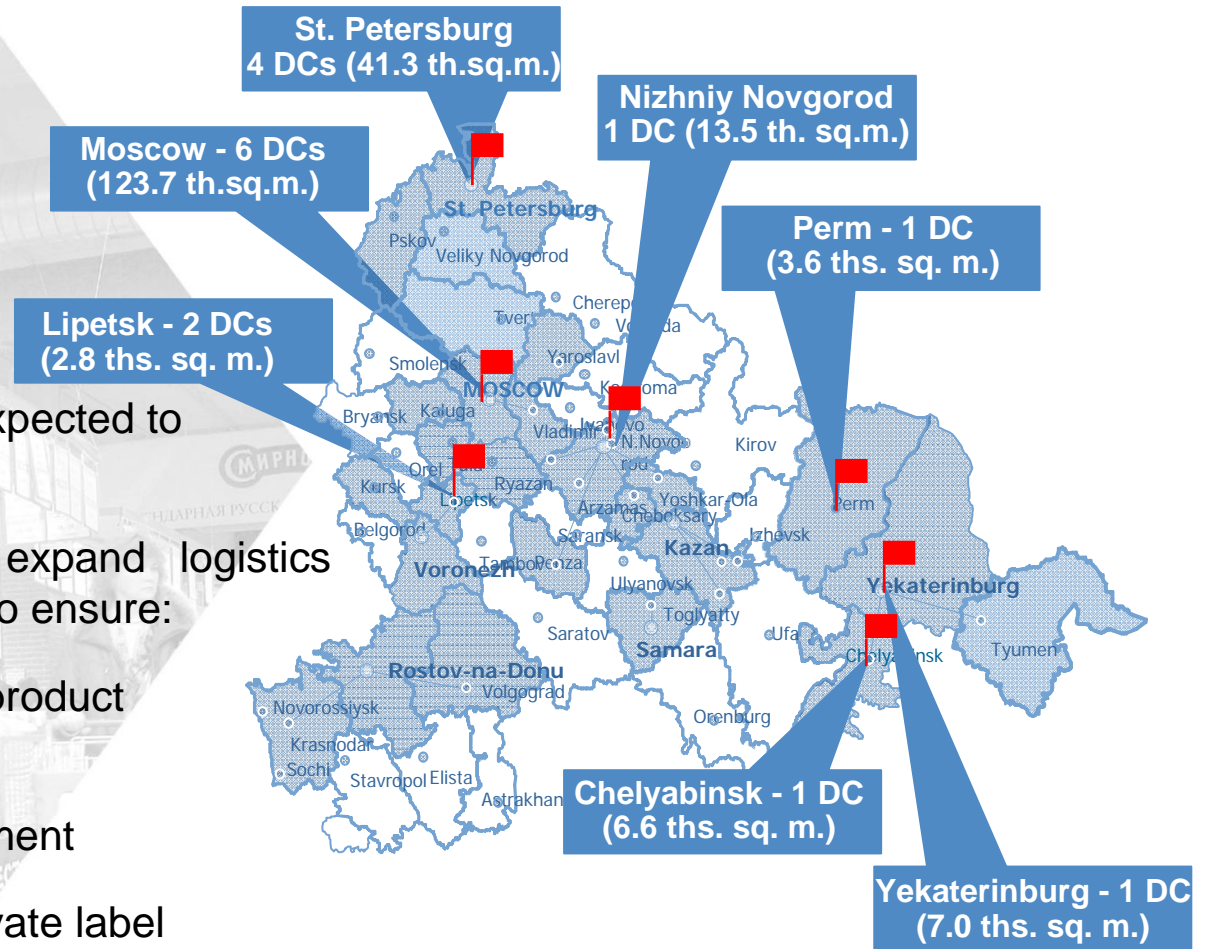 St. Petersburg
4 DCs (41.3 th.sq.m.)
Nizhniy Novgorod
1 DC (13.5 th. sq.m.)
Moscow - 6 DCs
(123.7 th.sq.m.)
Perm - 1 DC
(3.6 ths. sq. m.)
Lipetsk - 2 DCs
(2.8 ths. sq. m.)
St. Petersburg
Pskov
Veliky Novgorod
Tver
Smolensk
Yaroslavl
MOSCOW
Bryansk
Kaluga
Vladimir
Kirov
Orel
Kursk
Ryazan
Lipetsk
Arzamas
Yoshkar-Ola
Cheboksary
Perm
Belgorod
Saransk
Kazan
Izhevsk
Voronezh
Tambov
Penza
Ulyanovsk
Yekaterinburg
Toglyatty
Saratov
Samara
Ufa
Tyumen
Rostov-na-Donu
Volgograd
Novorossiysk
Orenburg
Krasnodar
Sochi
Stavropol
Elista
Astrakhan
xpected to
expand logistics
o ensure:
product
ment
vate label
Chelyabinsk - 1 DC
(6.6 ths. sq. m.)
Yekaterinburg - 1 DC
(7.0 ths. sq. m.)